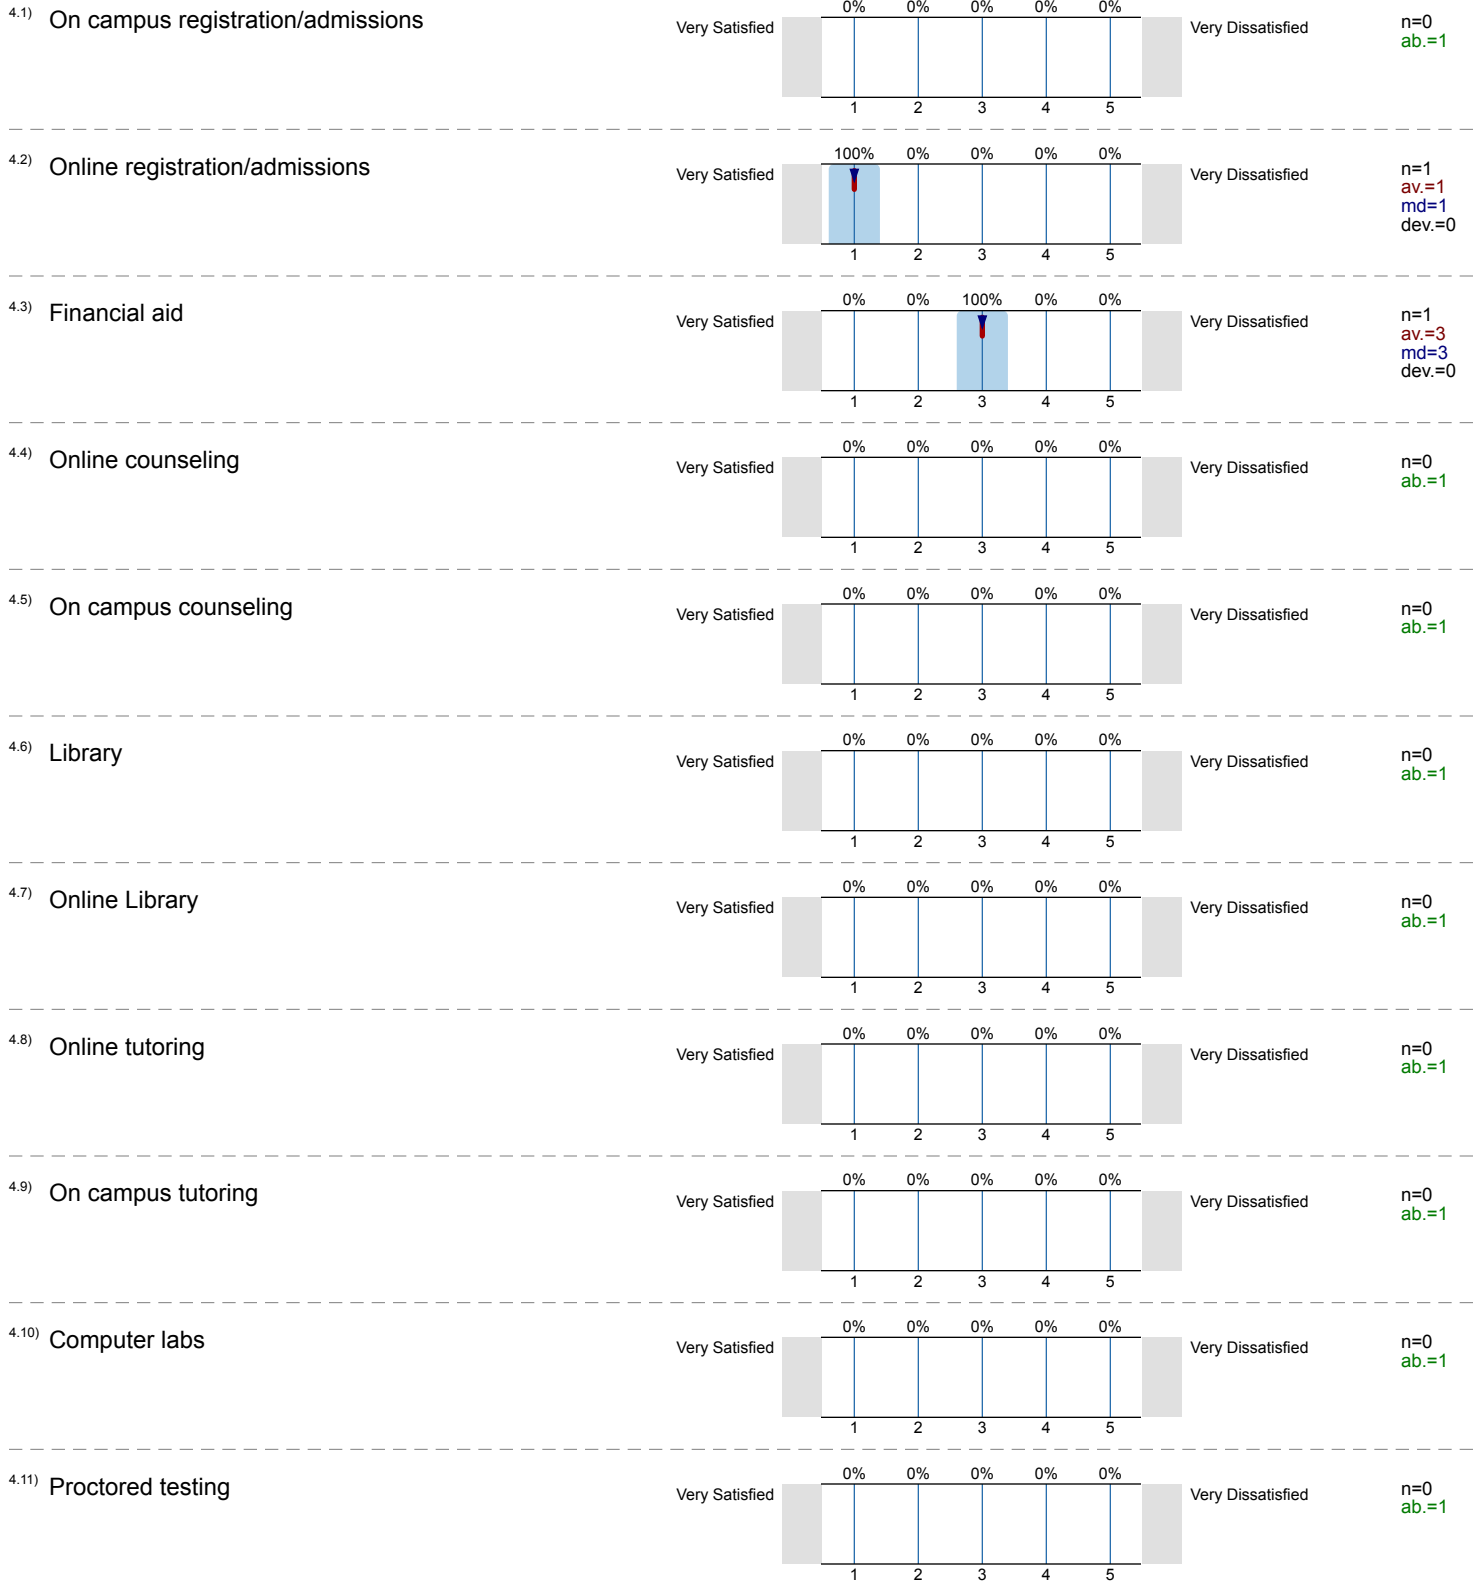 4.1) On campus registration/admissions
0% 0% 0% 0% 0%
Very Satisfied Very Dissatisfied n=0
ab.=1
1 2 3 4 5
4.2) Online registration/admissions
100% 0% 0% 0% 0%
Very Satisfied Very Dissatisfied n=1
av.=1
md=1
dev.=0
1 2 3 4 5
4.3) Financial aid
0% 0% 100% 0% 0%
Very Satisfied Very Dissatisfied n=1
av.=3
md=3
dev.=0
1 2 3 4 5
4.4) Online counseling
0% 0% 0% 0% 0%
Very Satisfied Very Dissatisfied n=0
ab.=1
1 2 3 4 5
4.5) On campus counseling
0% 0% 0% 0% 0%
Very Satisfied Very Dissatisfied n=0
ab.=1
1 2 3 4 5
4.6) Library
0% 0% 0% 0% 0%
Very Satisfied Very Dissatisfied n=0
ab.=1
1 2 3 4 5
4.7) Online Library
0% 0% 0% 0% 0%
Very Satisfied Very Dissatisfied n=0
ab.=1
1 2 3 4 5
4.8) Online tutoring
0% 0% 0% 0% 0%
Very Satisfied Very Dissatisfied n=0
ab.=1
1 2 3 4 5
4.9) On campus tutoring
0% 0% 0% 0% 0%
Very Satisfied Very Dissatisfied n=0
ab.=1
1 2 3 4 5
4.10) Computer labs
0% 0% 0% 0% 0%
Very Satisfied Very Dissatisfied n=0
ab.=1
1 2 3 4 5
4.11) Proctored testing
0% 0% 0% 0% 0%
Very Satisfied Very Dissatisfied n=0
ab.=1
1 2 3 4 5